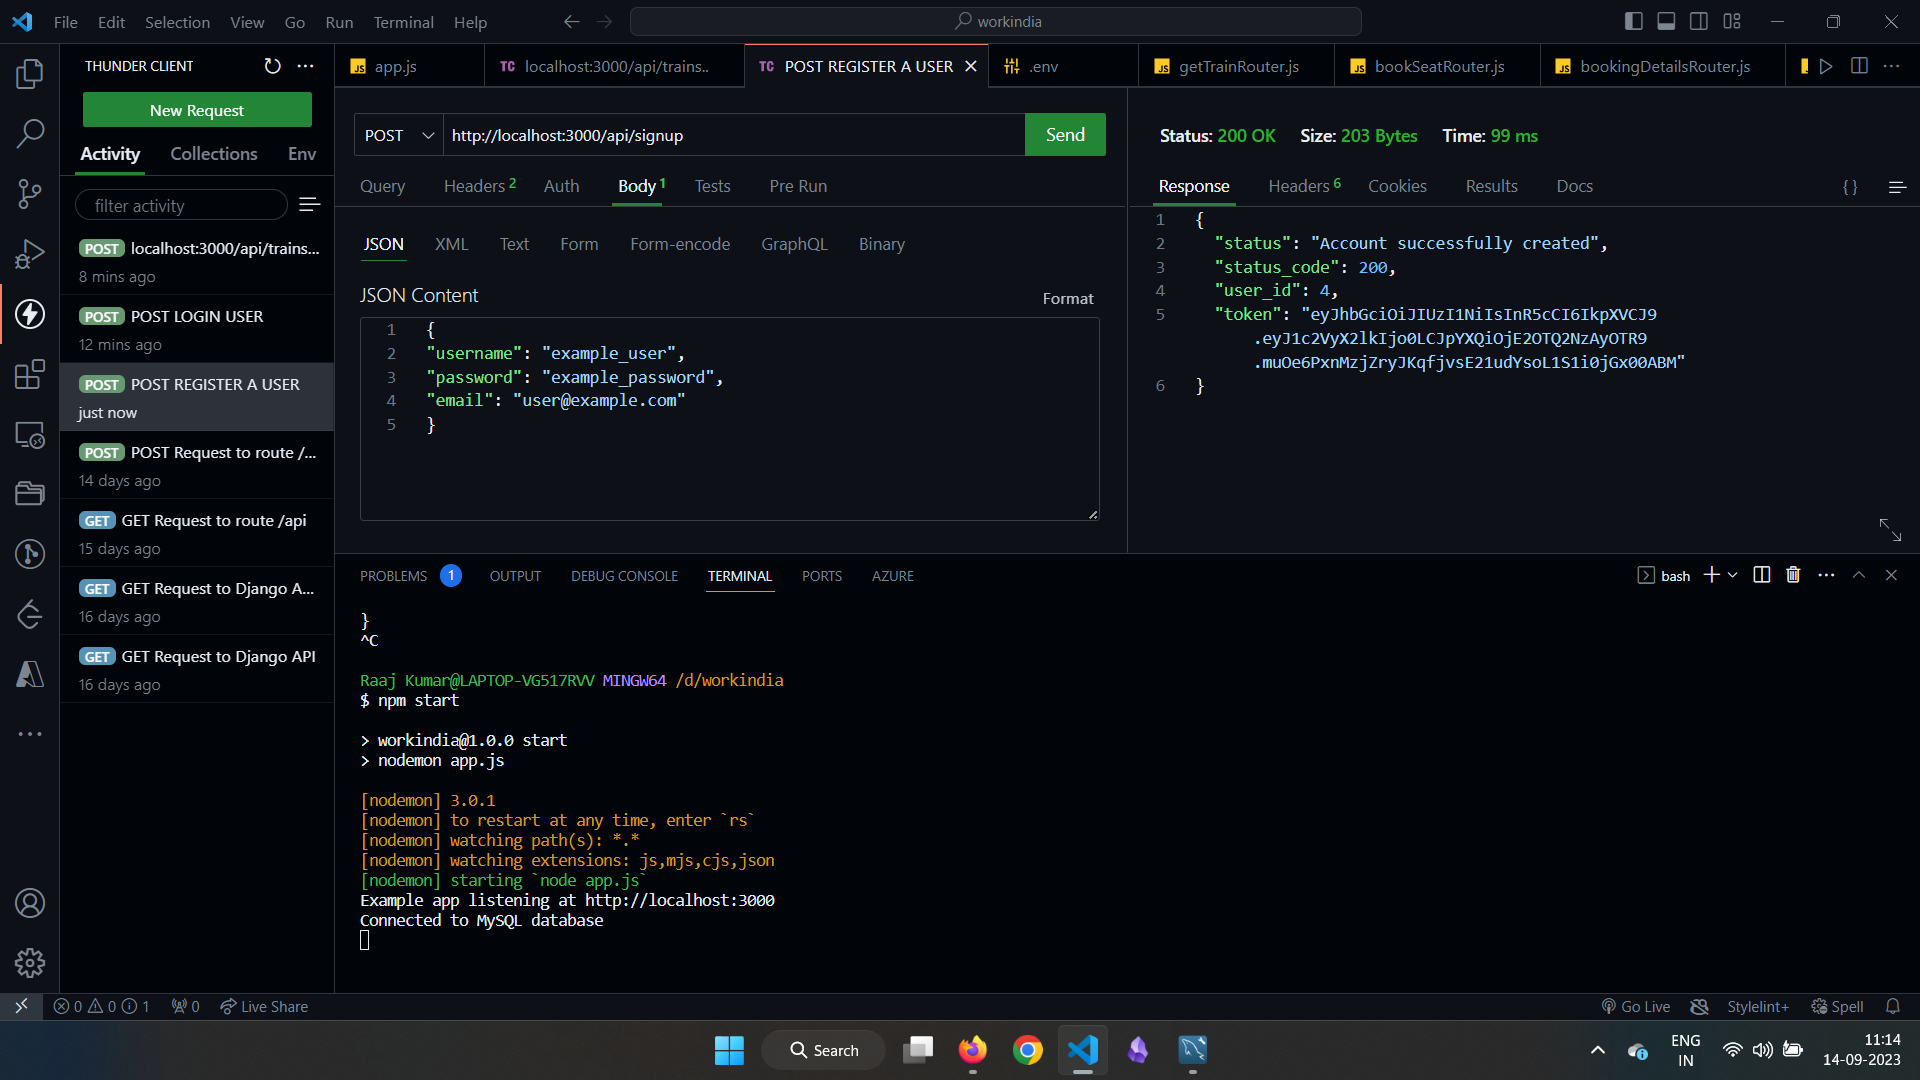 File Edit Selection View Go Run Terminal Help
workindia
THUNDER CLIENT
New Request
Activity Collections Env
filter activity
POST localhost:3000/api/trains...
8 mins ago
POST POST LOGIN USER
12 mins ago
POST POST REGISTER A USER
just now
POST POST Request to route /...
14 days ago
GET GET Request to route /api
15 days ago
GET GET Request to Django A...
16 days ago
GET GET Request to Django API
16 days ago
JS app.js
TC localhost:3000/api/trains..
TC POST REGISTER A USER
.env
JS getTrainRouter.js
JS bookSeatRouter.js
JS bookingDetailsRouter.js
POST http://localhost:3000/api/signup Send
Query Headers 2 Auth Body 1 Tests Pre Run
JSON XML Text Form Form-encode GraphQL Binary
JSON Content
Format
1 {
2 "username": "example_user",
3 "password": "example_password",
4 "email": "user@example.com"
5 }
Status: 200 OK Size: 203 Bytes Time: 99 ms
Response Headers 6 Cookies Results Docs {}
1 {
2 "status": "Account successfully created",
3 "status_code": 200,
4 "user_id": 4,
5 "token": "eyJhbGciOiJIUzI1NiIsInR5cCI6IkpXVCJ9
.eyJ1c2VyX2lkIjo0LCJpYXQiOjE2OTQ2NzAyOTR9
.muOe6PxnMzjZryJKqfjvsE21udYsoL1S1i0jGx00ABM"
6 }
PROBLEMS 1 OUTPUT DEBUG CONSOLE TERMINAL PORTS AZURE
bash
}
^C
Raaj Kumar@LAPTOP-VG517RVV MINGW64 /d/workindia
$ npm start
> workindia@1.0.0 start
> nodemon app.js
[nodemon] 3.0.1
[nodemon] to restart at any time, enter `rs`
[nodemon] watching path(s): *.*
[nodemon] watching extensions: js,mjs,cjs,json
[nodemon] starting `node app.js`
Example app listening at http://localhost:3000
Connected to MySQL database
0 0 1 0 Live Share
Go Live Stylelint+ Spell
Search
ENG
IN
11:14
14-09-2023